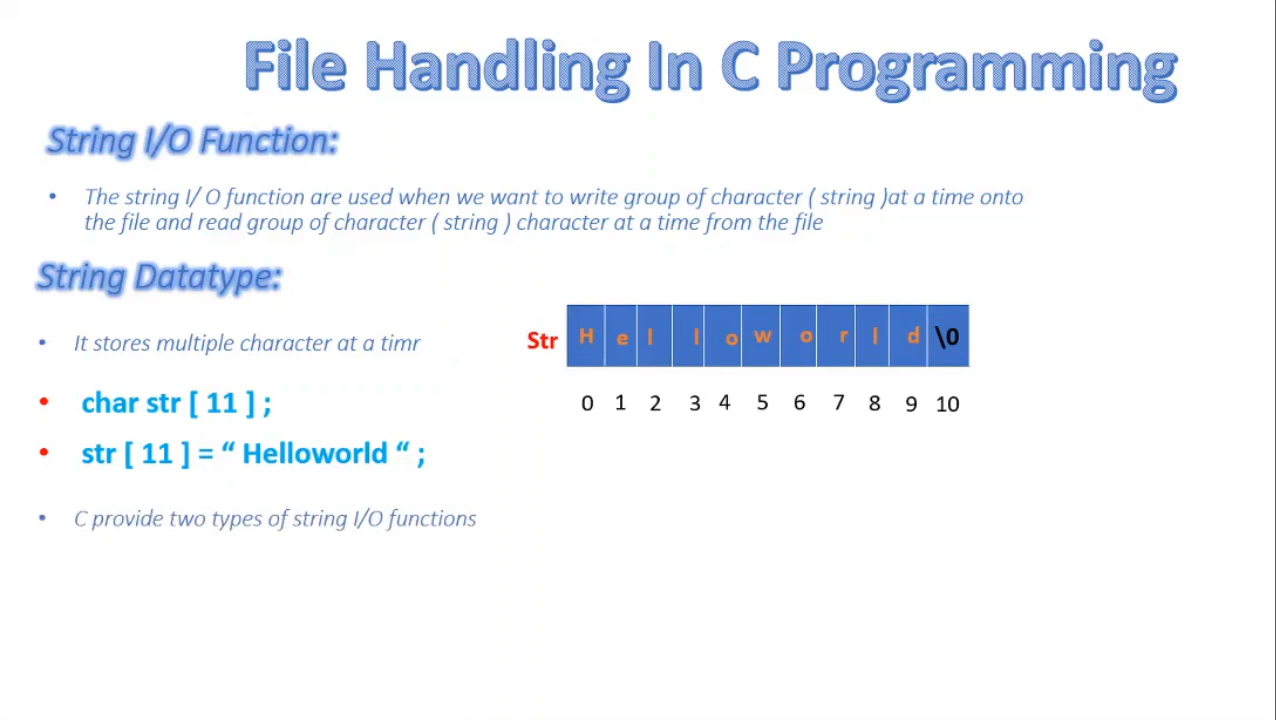 File Handling In C Programming
String I/O Function:
• The string I/ O function are used when we want to write group of character ( string )at a time onto
the file and read group of character ( string ) character at a time from the file
String Datatype:
• It stores multiple character at a timr
Str H e l l o w o r l d \0
0 1 2 3 4 5 6 7 8 9 10
• char str [ 11 ] ;
• str [ 11 ] = “ Helloworld “ ;
• C provide two types of string I/O functions